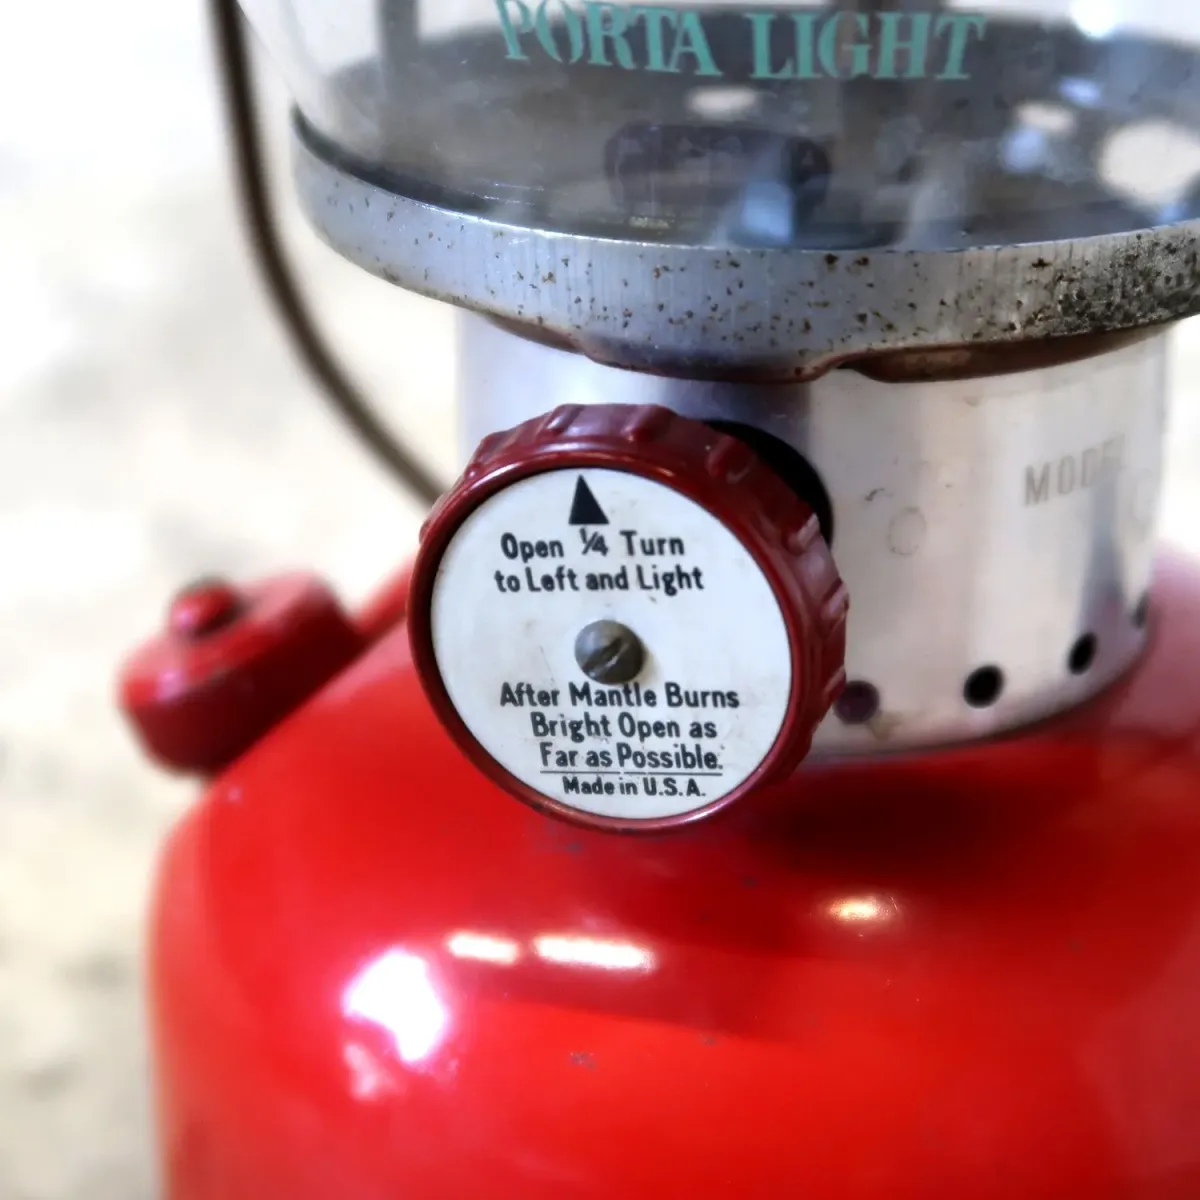 PORTA LIGHT
MODEL
Open ¼ Turn
to Left and Light
After Mantle Burns
Bright Open as
Far as Possible.
Made in U.S.A.